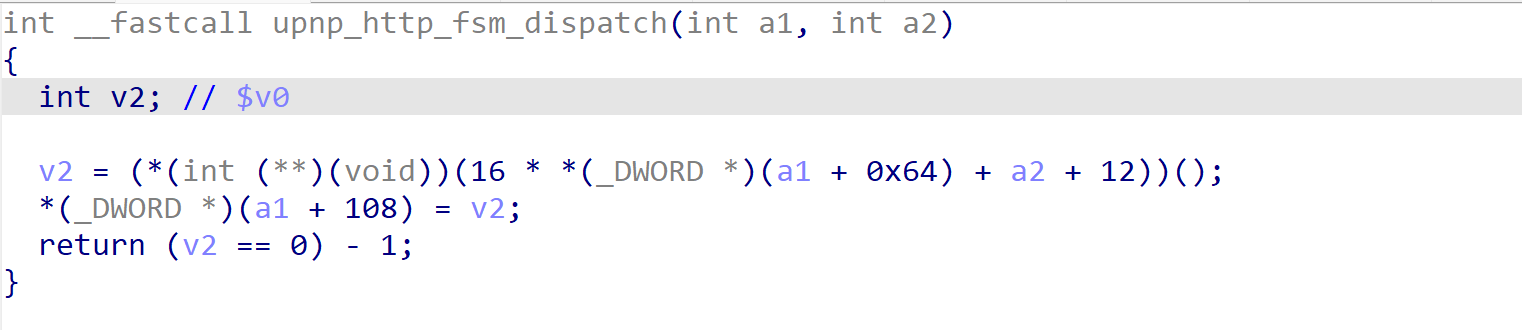 int __fastcall upnp_http_fsm_dispatch(int a1, int a2)
{
int v2; // $v0
v2 = (*(int (**)(void))(16 * *(_DWORD *)(a1 + 0x64) + a2 + 12))();
*(_DWORD *)(a1 + 108) = v2;
return (v2 == 0) - 1;
}